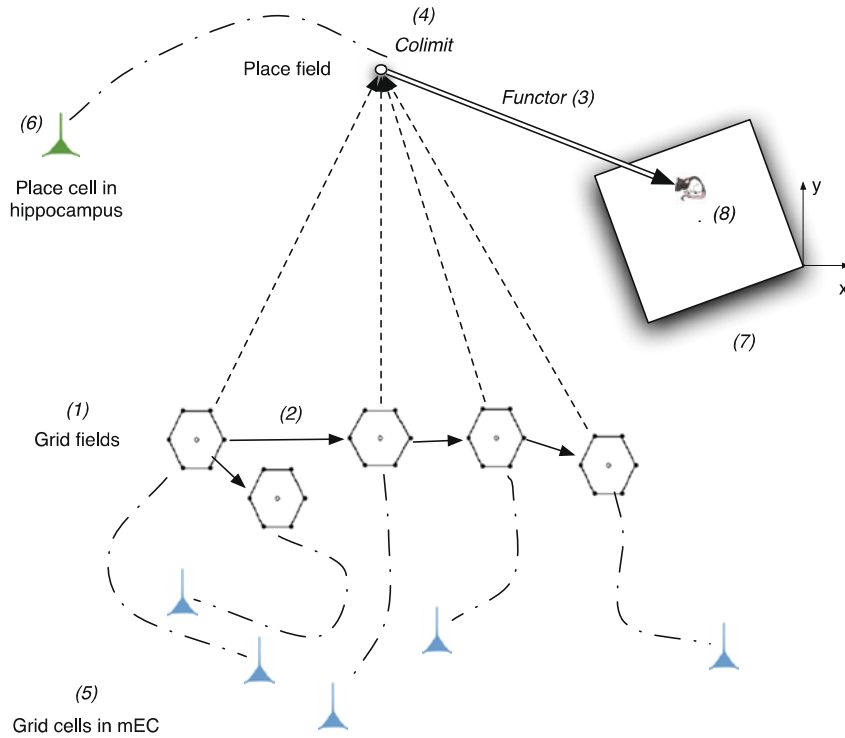 (4)
Colimit
Place field
Functor (3)
(6)
Place cell in
hippocampus
y
(8)
x
(7)
(1)
(2)
Grid fields
(5)
Grid cells in mEC